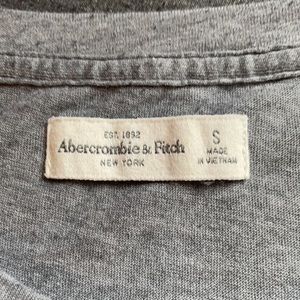 EST. 1892
Abercrombie & Fitch
NEW YORK
S
MADE
IN VIETNAM